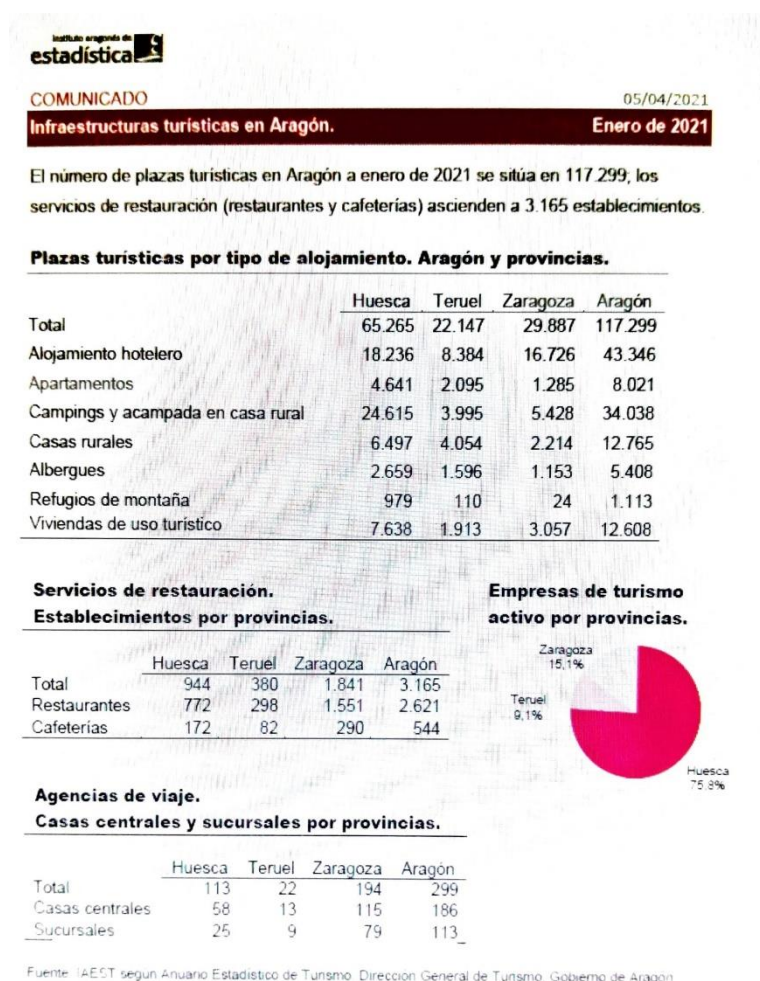 instituto aragonés de
estadística
COMUNICADO 05/04/2021
Infraestructuras turísticas en Aragón. Enero de 2021
El número de plazas turísticas en Aragón a enero de 2021 se sitúa en 117.299; los
servicios de restauración (restaurantes y cafeterías) ascienden a 3.165 establecimientos.
Plazas turísticas por tipo de alojamiento. Aragón y provincias.
Huesca Teruel Zaragoza Aragón
Total 65.265 22.147 29.887 117.299
Alojamiento hotelero 18.236 8.384 16.726 43.346
Apartamentos 4.641 2.095 1.285 8.021
Campings y acampada en casa rural 24.615 3.995 5.428 34.038
Casas rurales 6.497 4.054 2.214 12.765
Albergues 2.659 1.596 1.153 5.408
Refugios de montaña 979 110 24 1.113
Viviendas de uso turístico 7.638 1.913 3.057 12.608
Servicios de restauración.
Establecimientos por provincias.
Huesca Teruel Zaragoza Aragón
Total 944 380 1.841 3.165
Restaurantes 772 298 1.551 2.621
Cafeterías 172 82 290 544
Empresas de turismo
activo por provincias.
Zaragoza
15,1%
Teruel
9,1%
Huesca
75,8%
Agencias de viaje.
Casas centrales y sucursales por provincias.
Huesca Teruel Zaragoza Aragón
Total 113 22 194 299
Casas centrales 58 13 115 186
Sucursales 25 9 79 113
Fuente: IAEST según Anuario Estadístico de Turismo. Dirección General de Turismo. Gobierno de Aragón